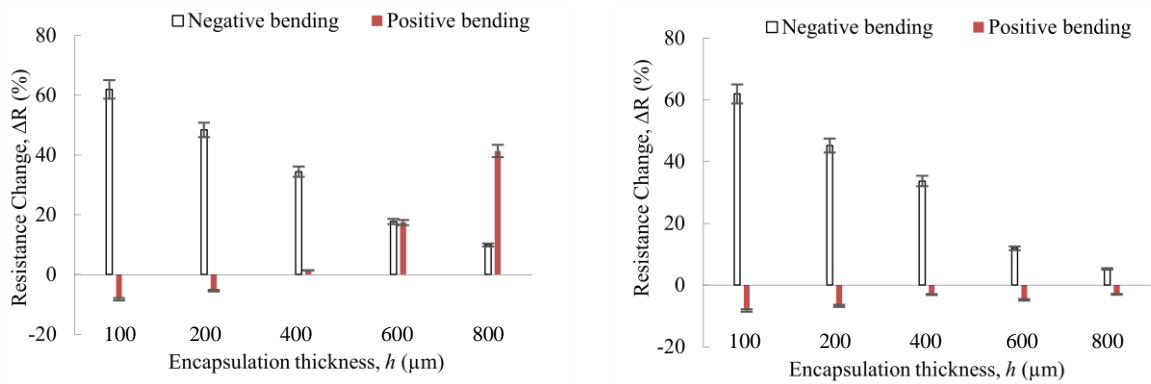 Negative bending Positive bending
80
60
40
20
0
-20
Resistance Change, ΔR (%)
100 200 400 600 800
Encapsulation thickness, h (µm)
Negative bending Positive bending
80
60
40
20
0
-20
Resistance Change, ΔR (%)
100 200 400 600 800
Encapsulation thickness, h (µm)